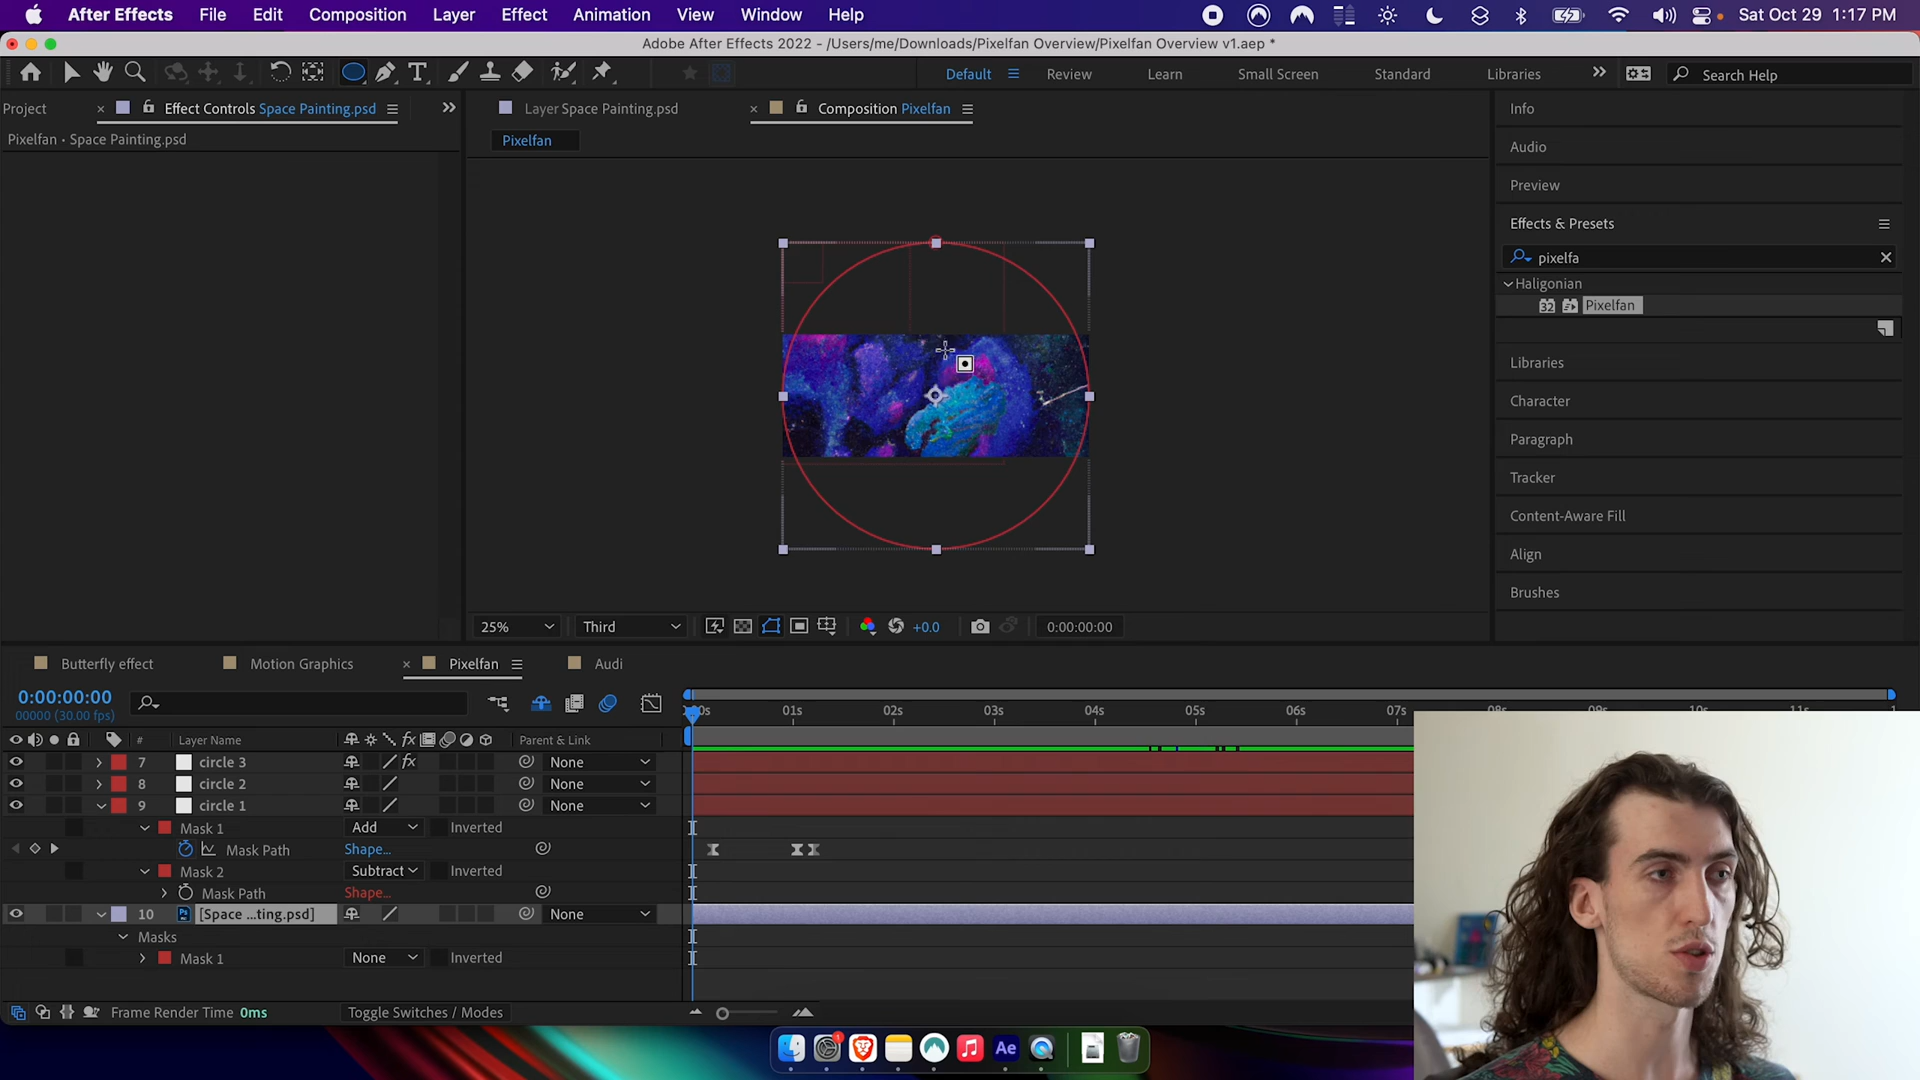 After Effects File Edit Composition Layer Effect Animation View Window Help Sat Oct 29 1:17 PM
Adobe After Effects 2022 - /Users/me/Downloads/Pixelfan Overview/Pixelfan Overview v1.aep *
Default Review Learn Small Screen Standard Libraries Search Help
Project Effect Controls Space Painting.psd Layer Space Painting.psd Composition Pixelfan Info
Pixelfan • Space Painting.psd Pixelfan
Audio
Preview
Effects & Presets
pixelfa
Haligonian
32 Pixelfan
Libraries
Character
Paragraph
Tracker
Content-Aware Fill
Align
Brushes
25% Third +0.0 0:00:00:00
Butterfly effect Motion Graphics Pixelfan Audi
0:00:00:00
00000 (30.00 fps)
01s 02s 03s 04s 05s 06s 07s
# Layer Name fx Parent & Link
7 circle 3 fx None
8 circle 2 None
9 circle 1 None
Mask 1 Add Inverted
Mask Path Shape...
Mask 2 Subtract Inverted
Mask Path Shape...
10 Ps [Space ...ting.psd] None
Masks
Mask 1 None Inverted
Frame Render Time 0ms Toggle Switches / Modes
Ae